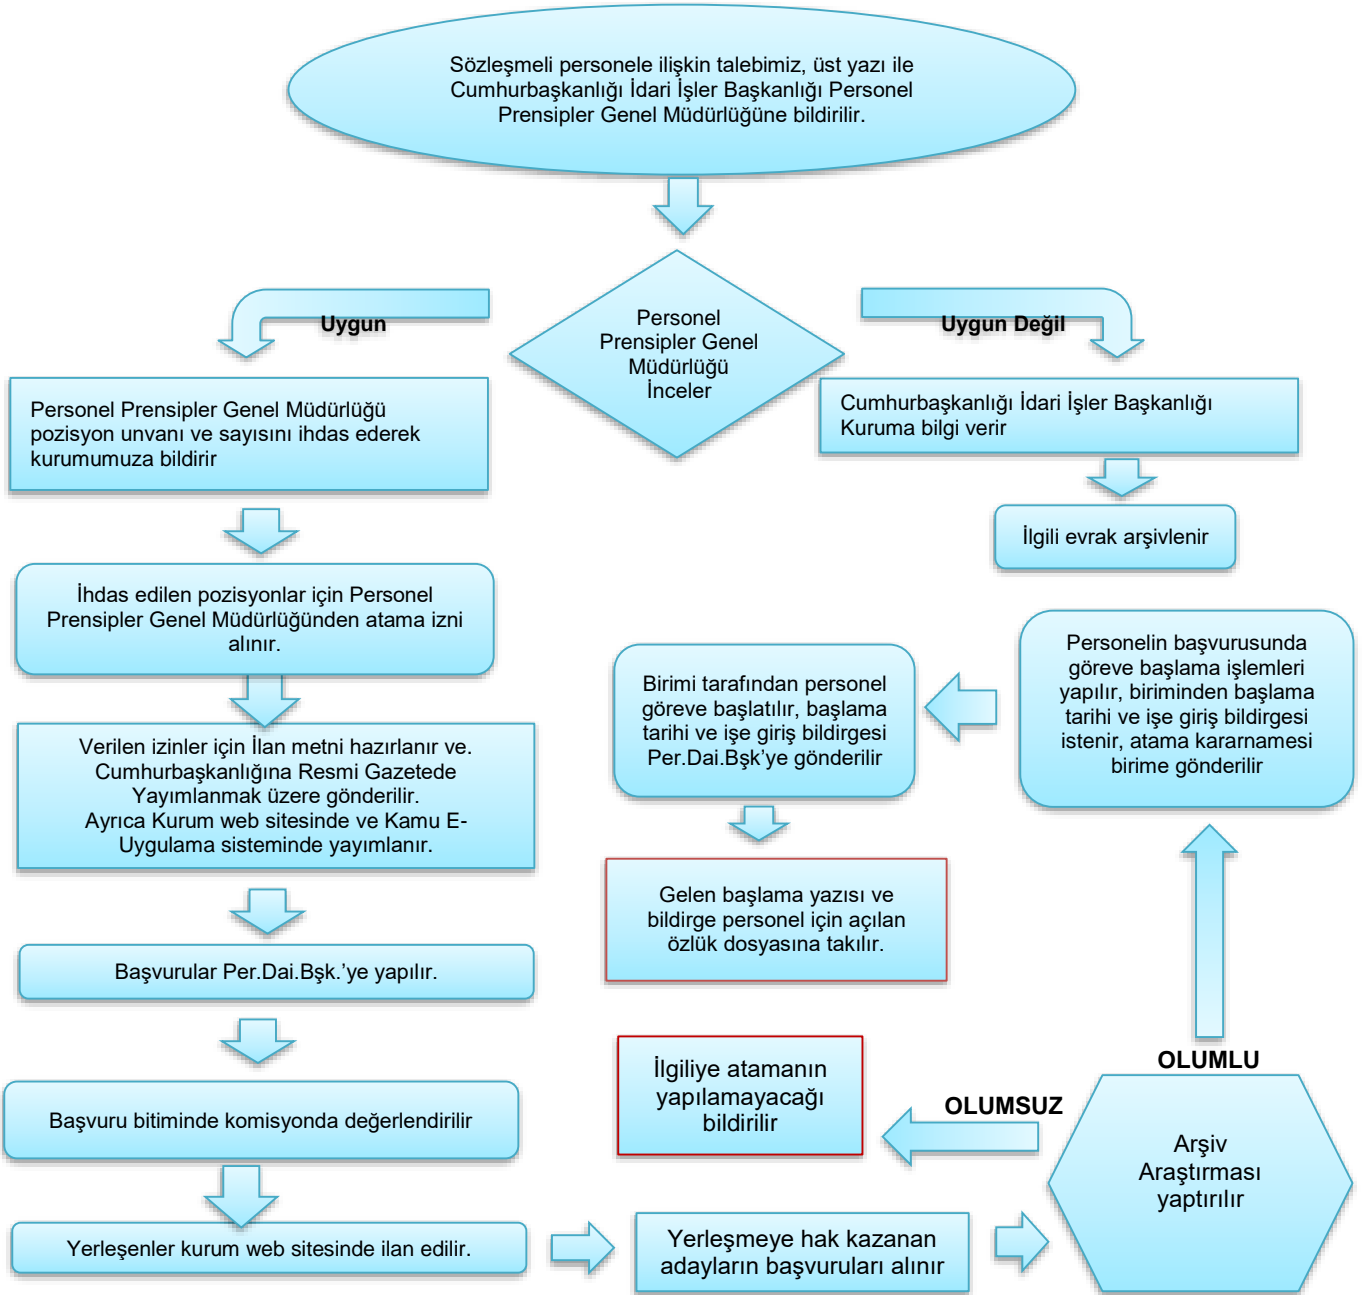 Sözleşmeli personele ilişkin talebimiz, üst yazı ile
Cumhurbaşkanlığı İdari İşler Başkanlığı Personel
Prensipler Genel Müdürlüğüne bildirilir.
Personel
Prensipler Genel
Müdürlüğü
İnceler
Uygun
Uygun Değil
Personel Prensipler Genel Müdürlüğü
pozisyon unvanı ve sayısını ihdas ederek
kurumumuza bildirir
Cumhurbaşkanlığı İdari İşler Başkanlığı
Kuruma bilgi verir
İlgili evrak arşivlenir
İhdas edilen pozisyonlar için Personel
Prensipler Genel Müdürlüğünden atama izni
alınır.
Verilen izinler için İlan metni hazırlanır ve.
Cumhurbaşkanlığına Resmi Gazetede
Yayımlanmak üzere gönderilir.
Ayrıca Kurum web sitesinde ve Kamu E-
Uygulama sisteminde yayımlanır.
Başvurular Per.Dai.Bşk.'ye yapılır.
Başvuru bitiminde komisyonda değerlendirilir
Yerleşenler kurum web sitesinde ilan edilir.
Yerleşmeye hak kazanan
adayların başvuruları alınır
Arşiv
Araştırması
yaptırılır
OLUMSUZ
İlgiliye atamanın
yapılamayacağı
bildirilir
OLUMLU
Personelin başvurusunda
göreve başlama işlemleri
yapılır, biriminden başlama
tarihi ve işe giriş bildirgesi
istenir, atama kararnamesi
birime gönderilir
Birimi tarafından personel
göreve başlatılır, başlama
tarihi ve işe giriş bildirgesi
Per.Dai.Bşk'ye gönderilir
Gelen başlama yazısı ve
bildirge personel için açılan
özlük dosyasına takılır.